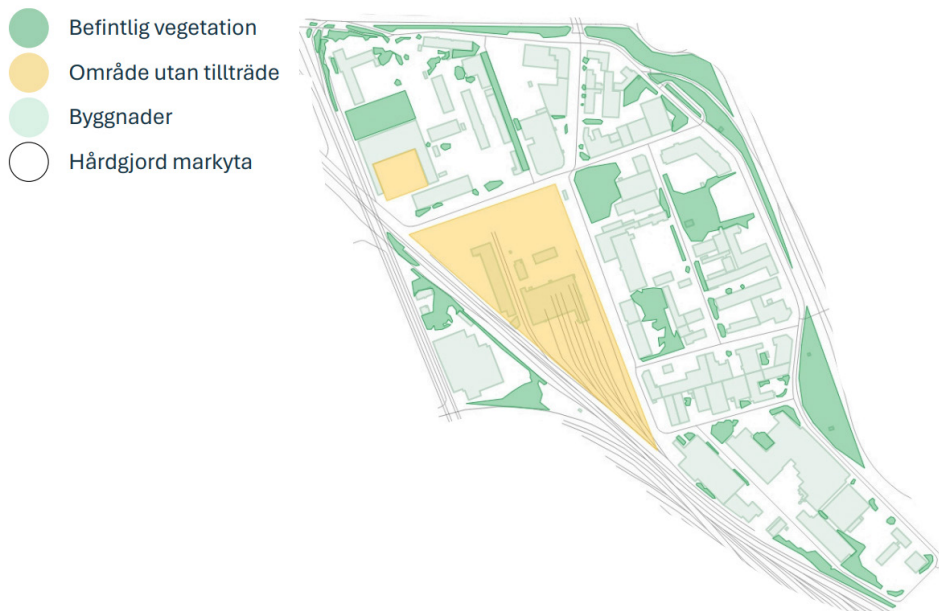 Befintlig vegetation
Område utan tillträde
Byggnader
Hårdgjord markyta